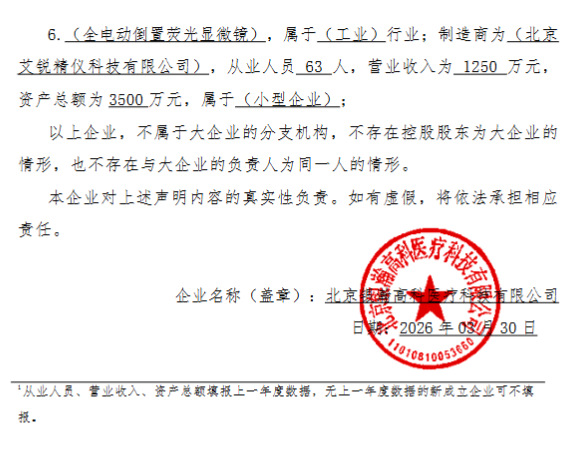 6.（全电动倒置荧光显微镜），属于（工业）行业；制造商为（北京
艾锐精仪科技有限公司），从业人员 63 人，营业收入为 1250 万元，
资产总额为 3500 万元，属于（小型企业）；
以上企业，不属于大企业的分支机构，不存在控股股东为大企业的
情形，也不存在与大企业的负责人为同一人的情形。
本企业对上述声明内容的真实性负责。如有虚假，将依法承担相应
责任。
企业名称（盖章）：北京 瀚高科医疗科技有限公司
日期：2026 年 03 月 30 日
11010810053660
¹从业人员、营业收入、资产总额填报上一年度数据，无上一年度数据的新成立企业可不填
报。